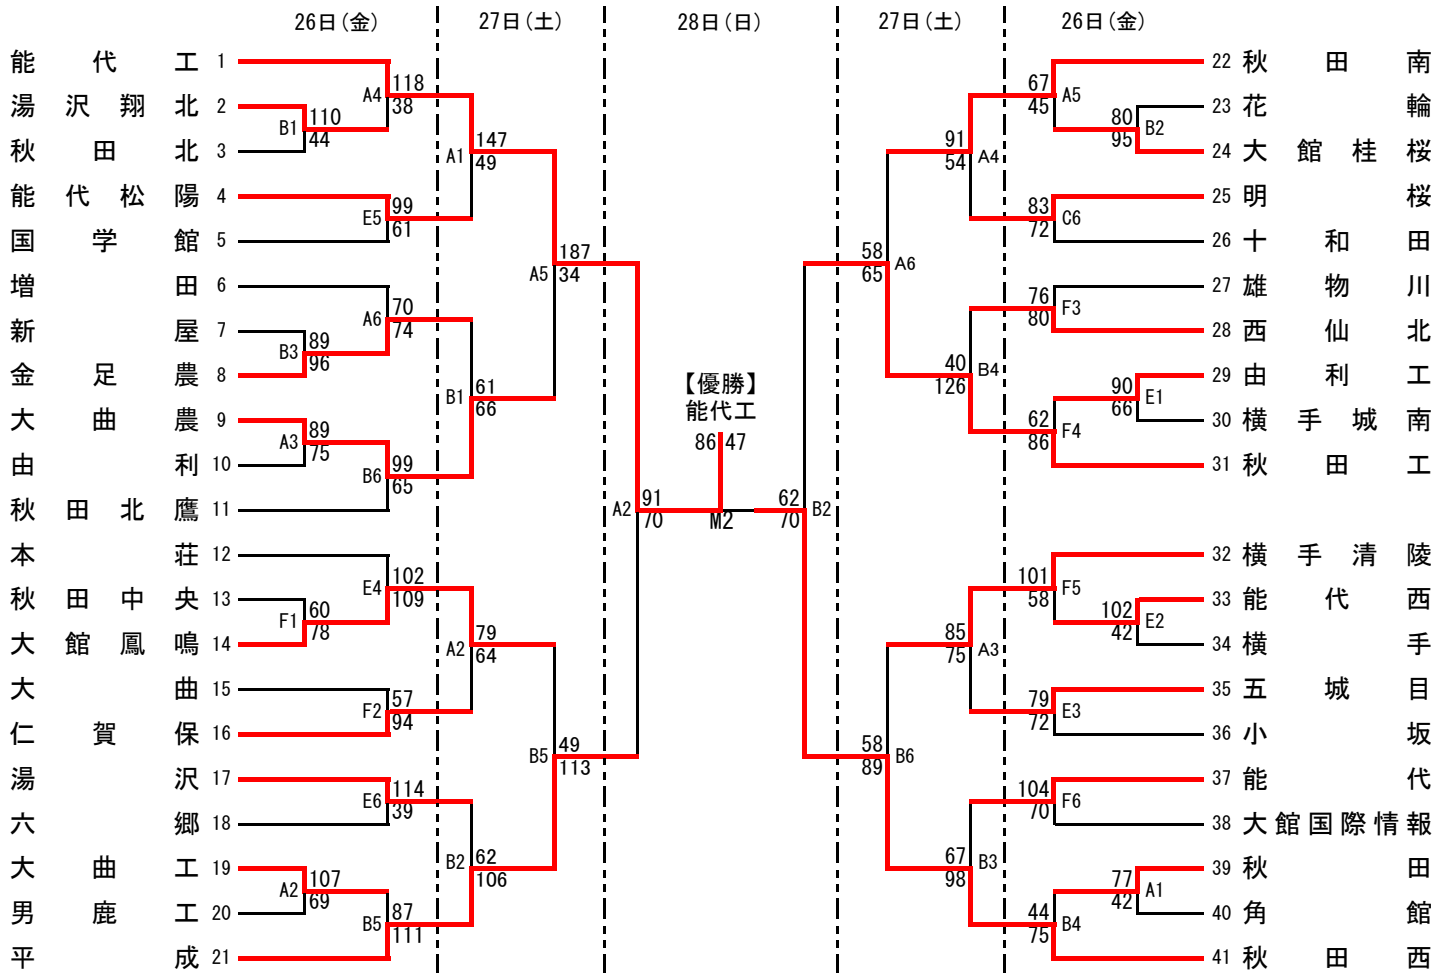 26日(金) 27日(土) 28日(日) 27日(土) 26日(金)
能代工 1
湯沢翔北 2
秋田北 3
能代松陽 4
国学館 5
増田 6
新屋 7
金足農 8
大曲農 9
由利 10
秋田北鷹 11
本荘 12
秋田中央 13
大館鳳鳴 14
大曲 15
仁賀保 16
湯沢 17
六郷 18
大曲工 19
男鹿工 20
平成 21
B1 110 44
B3 89 96
A3 89 75
F1 60 78
A2 107 69
A4 118 38
E5 99 61
A6 70 74
B6 99 65
E4 102 109
F2 57 94
E6 114 39
B5 87 111
A1 147 49
B1 61 66
A2 79 64
B2 62 106
A5 187 34
B5 49 113
A2 91 70
【優勝】
能代工
86 47
M2
62 70 B2
58 65 A6
58 89 B6
91 54 A4
40 126 B4
85 75 A3
67 98 B3
67 45 A5
83 72 C6
76 80 F3
62 86 F4
101 58 F5
79 72 E3
104 70 F6
44 75 B4
80 95 B2
90 66 E1
102 42 E2
77 42 A1
22 秋田南
23 花輪
24 大館桂桜
25 明桜
26 十和田
27 雄物川
28 西仙北
29 由利工
30 横手城南
31 秋田工
32 横手清陵
33 能代西
34 横手
35 五城目
36 小坂
37 能代
38 大館国際情報
39 秋田
40 角館
41 秋田西